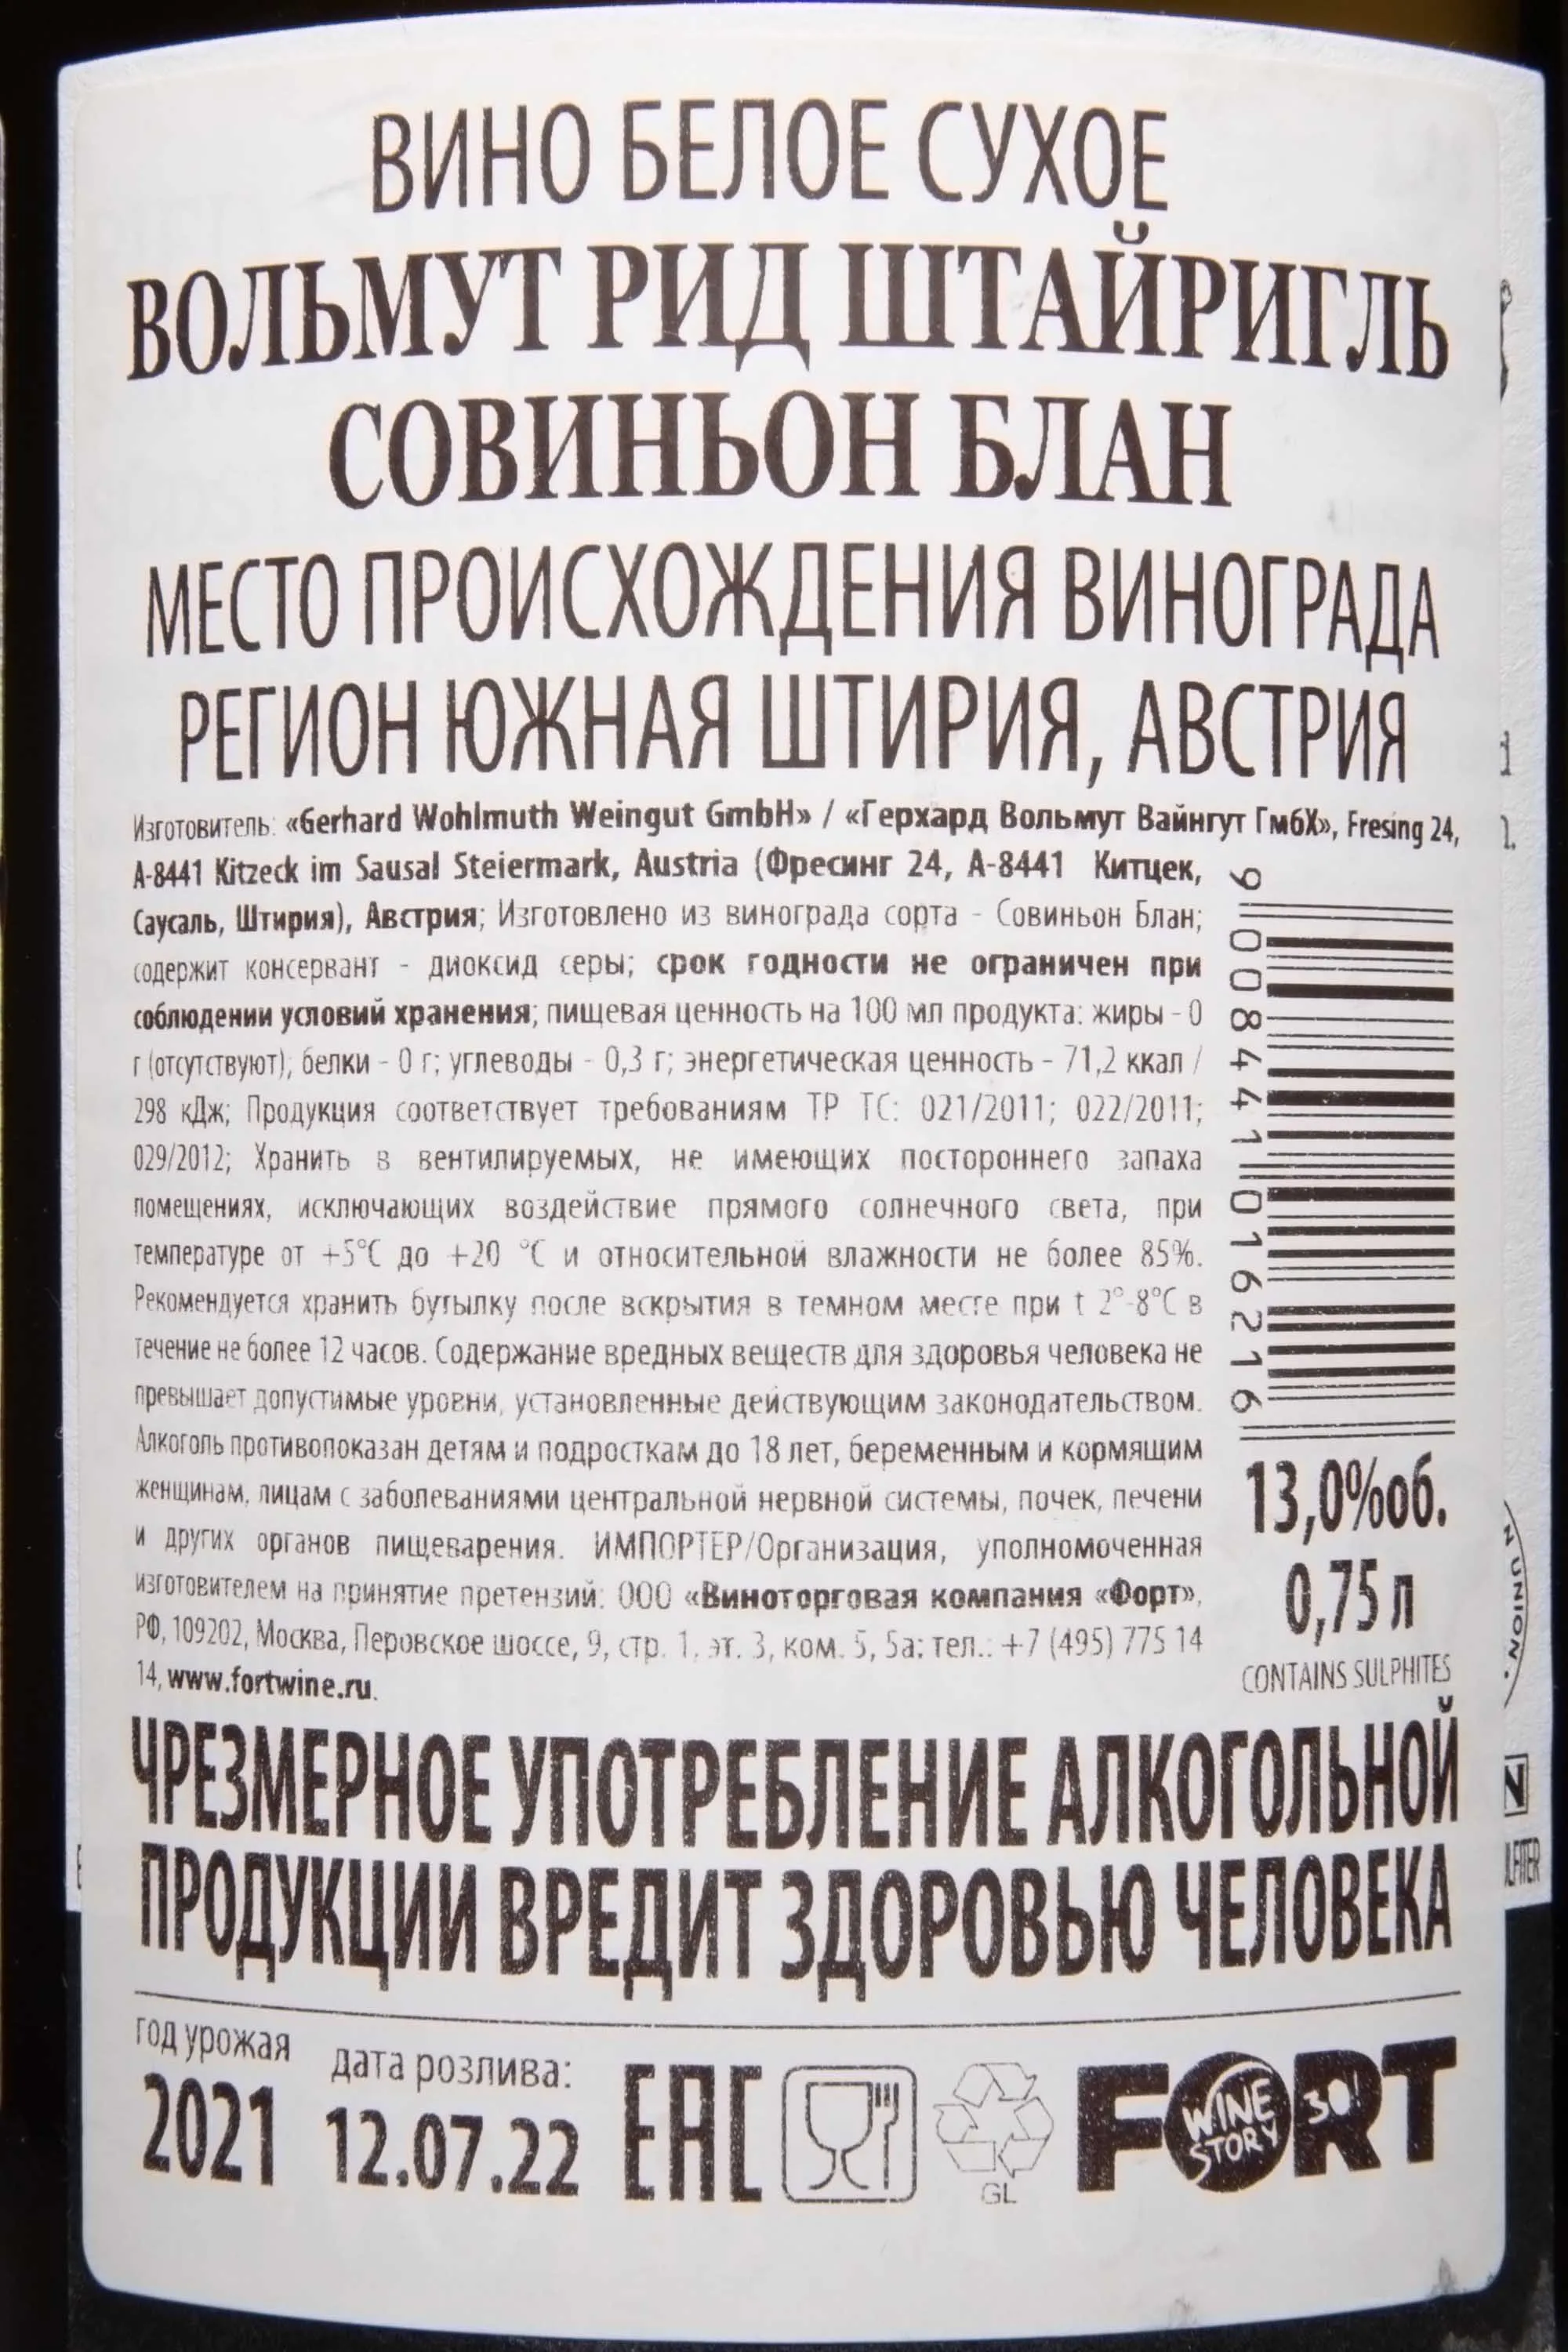 ВИНО БЕЛОЕ СУХОЕ
ВОЛЬМУТ РИД ШТАЙРИГЛЬ
СОВИНЬОН БЛАН
МЕСТО ПРОИСХОЖДЕНИЯ ВИНОГРАДА
РЕГИОН ЮЖНАЯ ШТИРИЯ, АВСТРИЯ
Изготовитель: «Gerhard Wohlmuth Weingut GmbH» / «Герхард Вольмут Вайнгут ГмбХ», Fresing 24,
A-8441 Kitzeck im Sausal Steiermark, Austria (Фресинг 24, А-8441 Китцек,
Саусаль, Штирия), Австрия; Изготовлено из винограда сорта - Совиньон Блан;
содержит консервант - диоксид серы; срок годности не ограничен при
соблюдении условий хранения; пищевая ценность на 100 мл продукта: жиры - 0
г (отсутствуют); белки - 0 г; углеводы - 0,3 г; энергетическая ценность - 71,2 ккал /
298 кДж; Продукция соответствует требованиям ТР ТС: 021/2011; 022/2011;
029/2012; Хранить в вентилируемых, не имеющих постороннего запаха
помещениях, исключающих воздействие прямого солнечного света, при
температуре от +5°C до +20 °C и относительной влажности не более 85%.
Рекомендуется хранить бутылку после вскрытия в темном месте при t 2°-8°C в
течение не более 12 часов. Содержание вредных веществ для здоровья человека не
превышает допустимые уровни, установленные действующим законодательством.
Алкоголь противопоказан детям и подросткам до 18 лет, беременным и кормящим
женщинам, лицам с заболеваниями центральной нервной системы, почек, печени
и других органов пищеварения. ИМПОРТЕР/Организация, уполномоченная
изготовителем на принятие претензий: ООО «Виноторговая компания «Форт»,
РФ, 109202, Москва, Перовское шоссе, 9, стр. 1, эт. 3, ком. 5, 5а; тел.: +7 (495) 775 14
14, www.fortwine.ru.
9 008441 016216
13,0%об.
0,75 л
CONTAINS SULPHITES
ЧРЕЗМЕРНОЕ УПОТРЕБЛЕНИЕ АЛКОГОЛЬНОЙ
ПРОДУКЦИИ ВРЕДИТ ЗДОРОВЬЮ ЧЕЛОВЕКА
год урожая
2021
дата розлива:
12.07.22
EAC
GL
FORT
WINE
STORY
30!
UNION